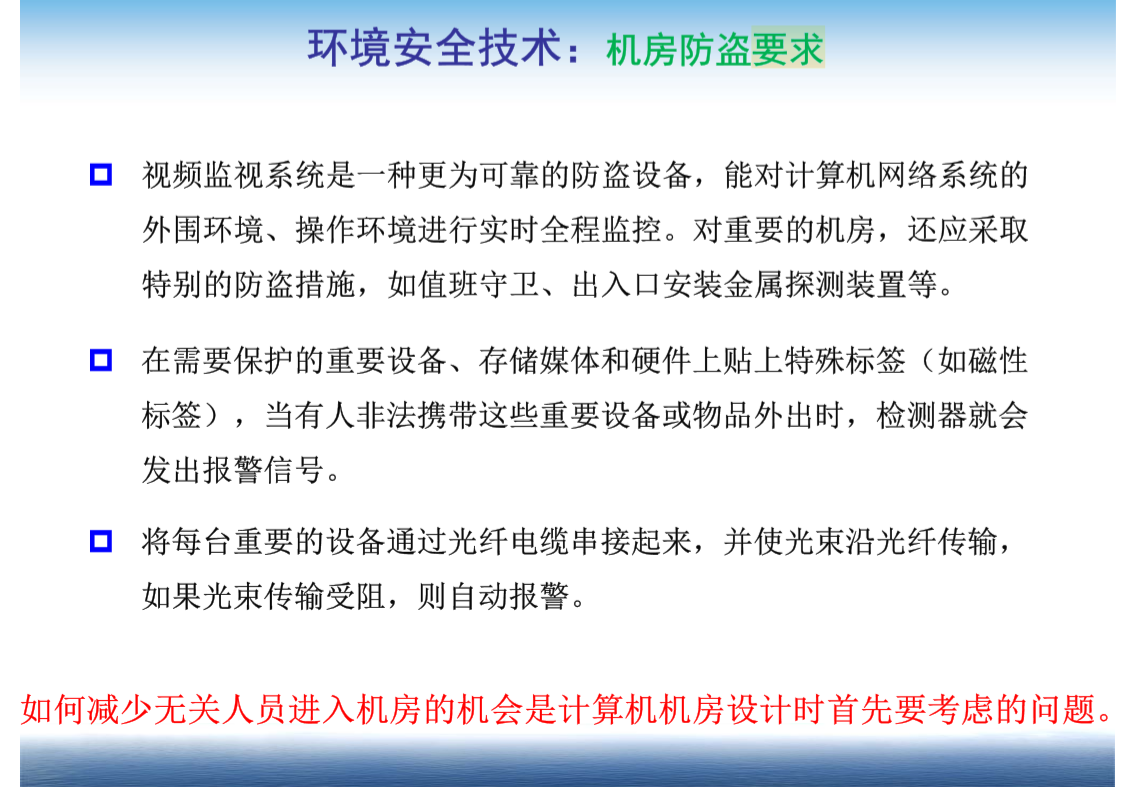 环境安全技术：机房防盗要求
视频监视系统是一种更为可靠的防盗设备，能对计算机网络系统的
外围环境、操作环境进行实时全程监控。对重要的机房，还应采取
特别的防盗措施，如值班守卫、出入口安装金属探测装置等。
在需要保护的重要设备、存储媒体和硬件上贴上特殊标签（如磁性
标签），当有人非法携带这些重要设备或物品外出时，检测器就会
发出报警信号。
将每台重要的设备通过光纤电缆串接起来，并使光束沿光纤传输，
如果光束传输受阻，则自动报警。
如何减少无关人员进入机房的机会是计算机机房设计时首先要考虑的问题。